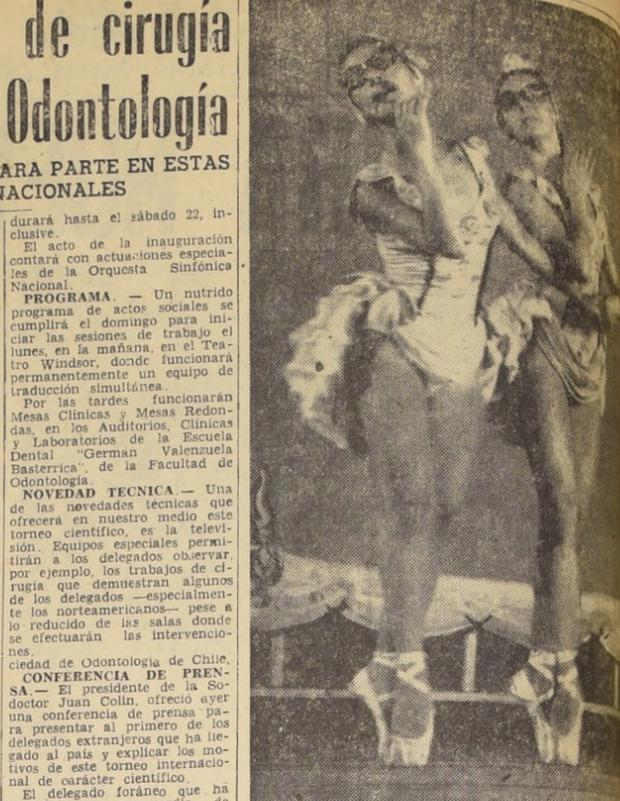 de cirugía
Odontología
ARA PARTE EN ESTAS
NACIONALES
durará hasta el sábado 22, in-
clusive.
El acto de la inauguración
contará con actuaciones especia-
les de la Orquesta Sinfónica
Nacional.
PROGRAMA. — Un nutrido
programa de actos sociales se
cumplirá el domingo para ini-
ciar las sesiones de trabajo el
lunes, en la mañana, en el Tea-
tro Windsor, donde funcionará
permanentemente un equipo de
traducción simultánea.
Por las tardes funcionarán
Mesas Clínicas y Mesas Redon-
das, en los Auditorios, Clínicas
y Laboratorios de la Escuela
Dental "Germán Valenzuela
Basterrica", de la Facultad de
Odontología.
NOVEDAD TECNICA.— Una
de las novedades técnicas que
ofrecerá en nuestro medio este
torneo científico, es la televi-
sión. Equipos especiales permi-
tirán a los delegados observar,
por ejemplo, los trabajos de ci-
rugía que demuestran algunos
de los delegados —especialmen-
te los norteamericanos— pese a
lo reducido de las salas donde
se efectuarán las intervencio-
nes.
ciedad de Odontología de Chile,
CONFERENCIA DE PREN-
SA.— El presidente de la So-
doctor Juan Colin, ofreció ayer
una conferencia de prensa pa-
ra presentar al primero de los
delegados extranjeros que ha lle-
gado al país y explicar los mo-
tivos de este torneo internacio-
nal de carácter científico.
El delegado foráneo que ha